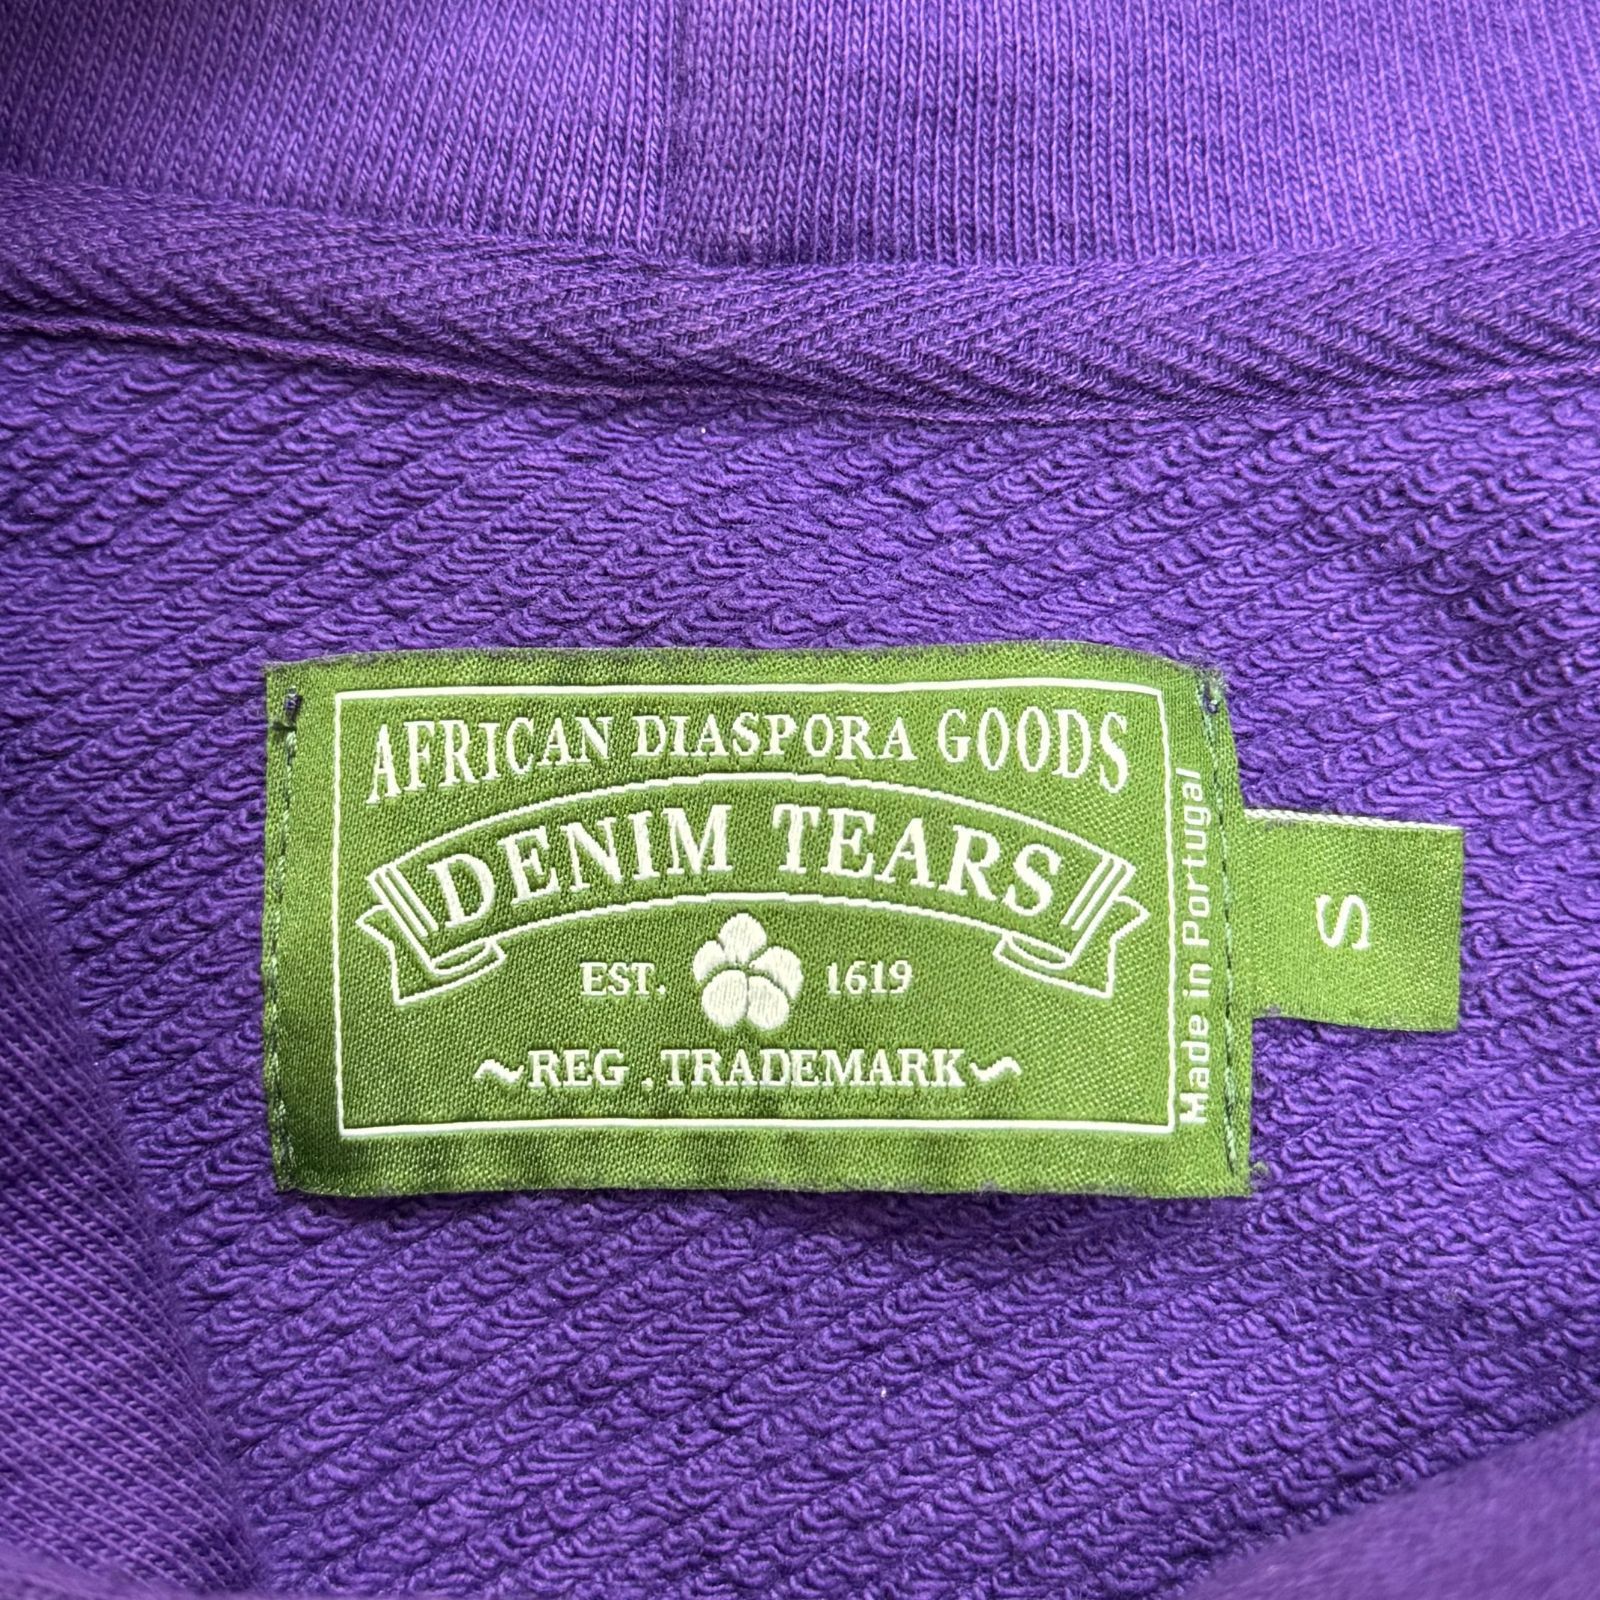 AFRICAN DIASPORA GOODS
DENIM TEARS
EST. 1619
~REG. TRADEMARK~
Made in Portugal
S